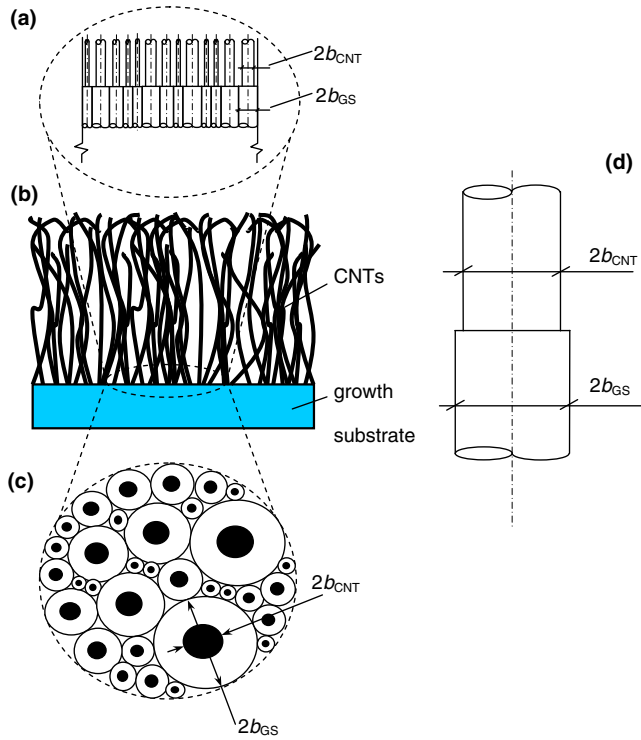 (a)
2bCNT
2bGS
(b)
CNTs
growth
substrate
(c)
2bCNT
2bGS
(d)
2bCNT
2bGS